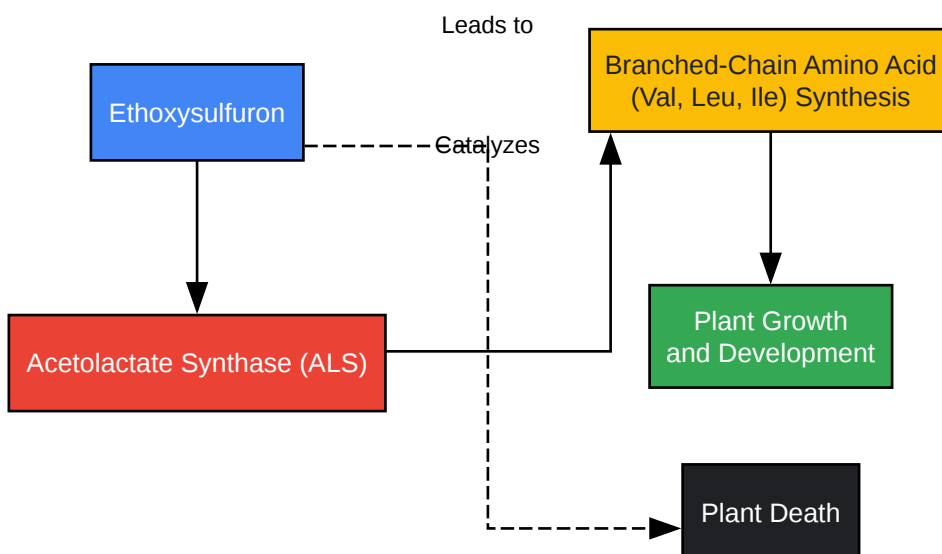 Leads to
Branched-Chain Amino Acid
(Val, Leu, Ile) Synthesis
Ethoxysulfuron
Catalyzes
Plant Growth
and Development
Acetolactate Synthase (ALS)
Plant Death